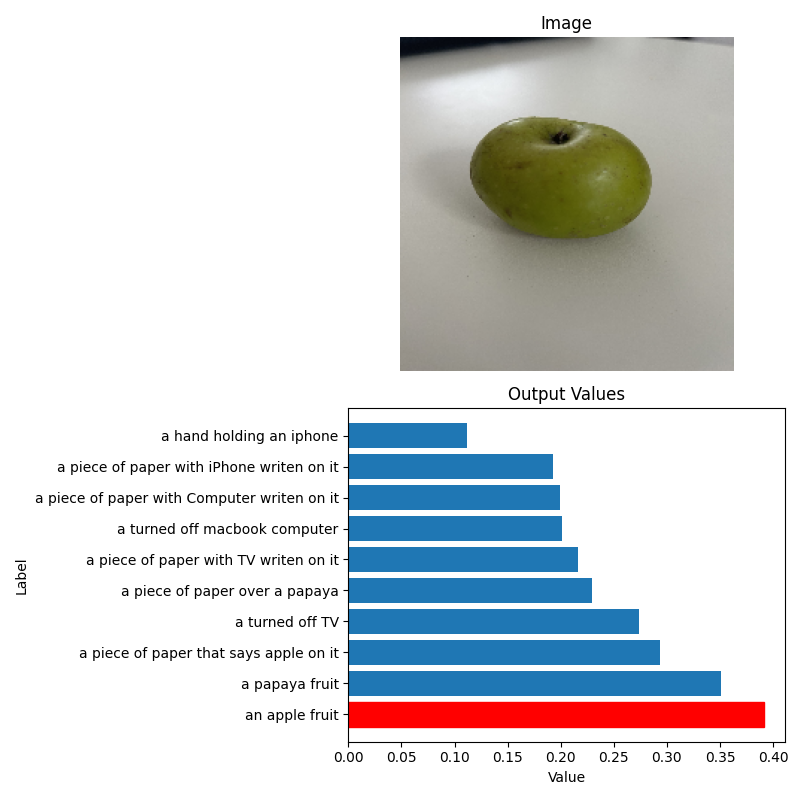 Image
Output Values
Label
a hand holding an iphone
a piece of paper with iPhone writen on it
a piece of paper with Computer writen on it
a turned off macbook computer
a piece of paper with TV writen on it
a piece of paper over a papaya
a turned off TV
a piece of paper that says apple on it
a papaya fruit
an apple fruit
0.00 0.05 0.10 0.15 0.20 0.25 0.30 0.35 0.40
Value